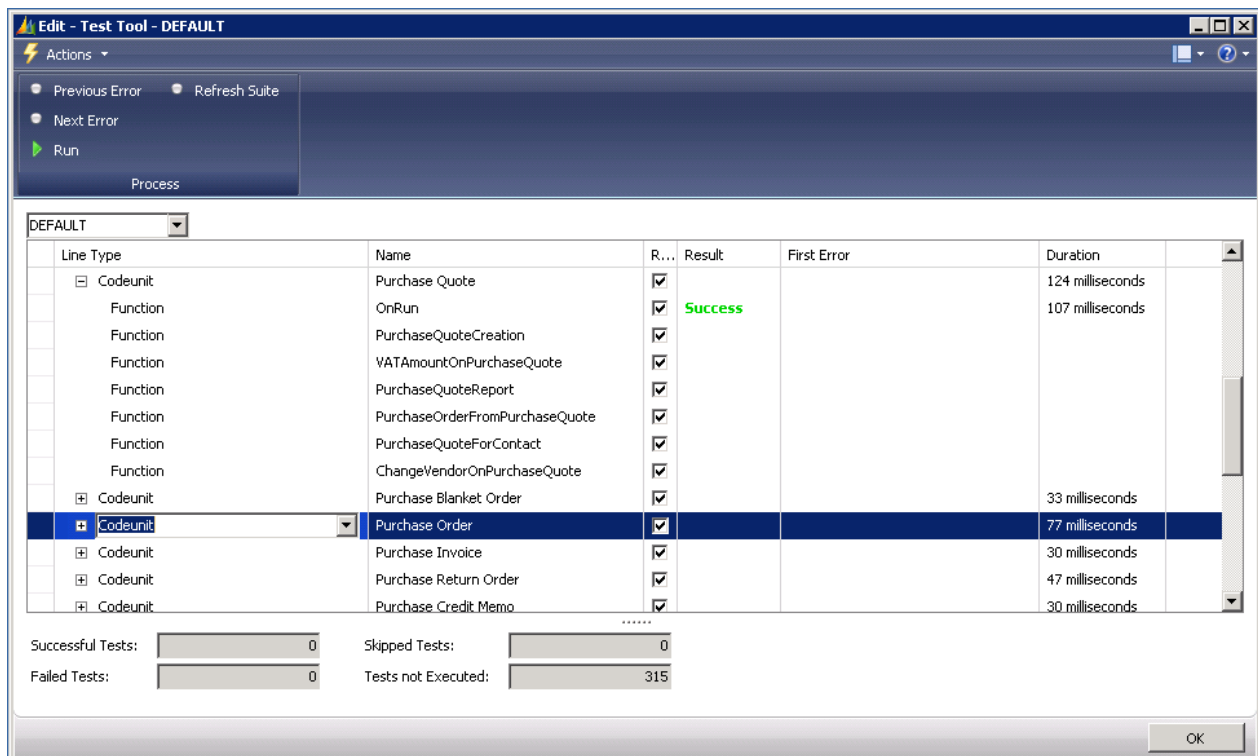 Edit - Test Tool - DEFAULT
Actions
Previous Error Refresh Suite
Next Error
Run
Process
DEFAULT
Line Type Name R... Result First Error Duration
Codeunit Purchase Quote 124 milliseconds
Function OnRun Success 107 milliseconds
Function PurchaseQuoteCreation
Function VATAmountOnPurchaseQuote
Function PurchaseQuoteReport
Function PurchaseOrderFromPurchaseQuote
Function PurchaseQuoteForContact
Function ChangeVendorOnPurchaseQuote
Codeunit Purchase Blanket Order 33 milliseconds
Codeunit Purchase Order 77 milliseconds
Codeunit Purchase Invoice 30 milliseconds
Codeunit Purchase Return Order 47 milliseconds
Codeunit Purchase Credit Memo 30 milliseconds
Successful Tests: 0 Skipped Tests: 0
Failed Tests: 0 Tests not Executed: 315
OK